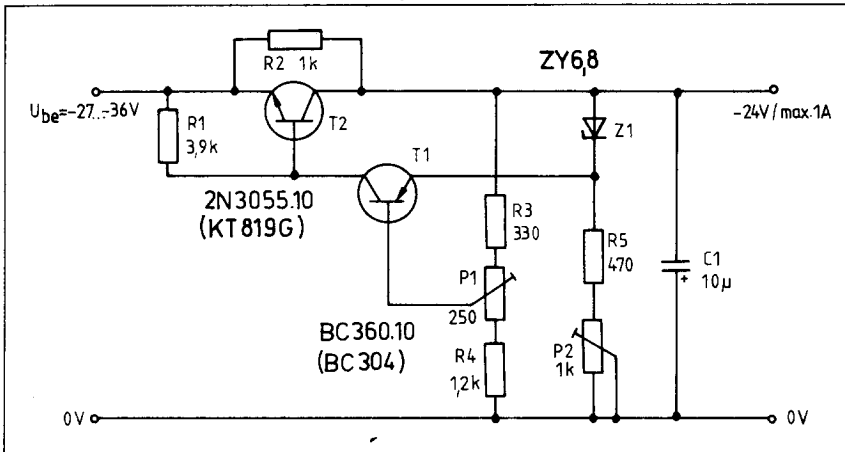 R2 1k
ZY6,8
Ube=-27...-36V
-24V/max.1A
R1
3,9k
T2
Z1
T1
2N3055.10
(KT819G)
R3
330
R5
470
C1
10µ
+
P1
250
BC360.10
(BC304)
R4
1,2k
P2
1k
0V
0V